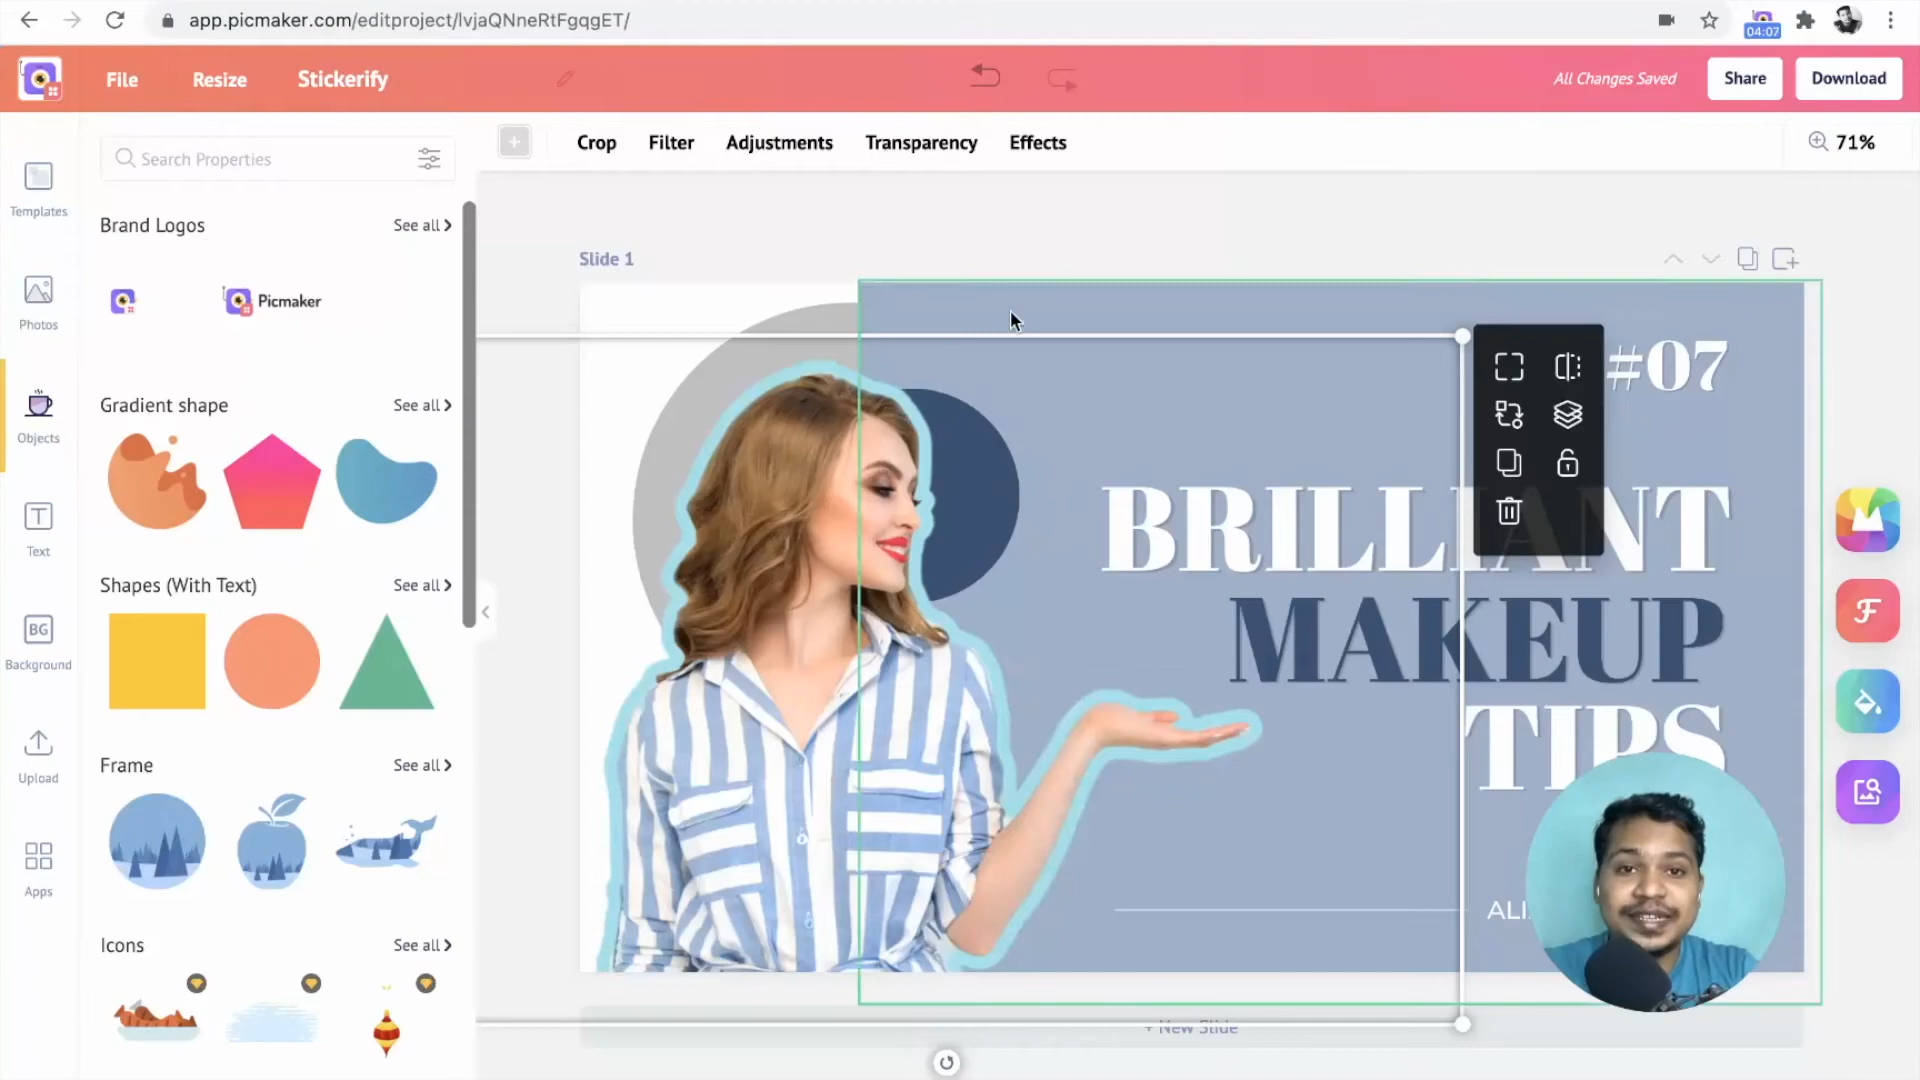 app.picmaker.com/editproject/lvjaQNneRtFgqgET/
04:07
File
Resize
Stickerify
All Changes Saved
Share
Download
Search Properties
Crop
Filter
Adjustments
Transparency
Effects
71%
Templates
Photos
Objects
Text
BG
Background
Upload
Apps
Brand Logos
See all
Picmaker
Gradient shape
See all
Shapes (With Text)
See all
Frame
See all
Icons
See all
Slide 1
#07
BRILLIANT
MAKEUP
TIPS
+ New Slide